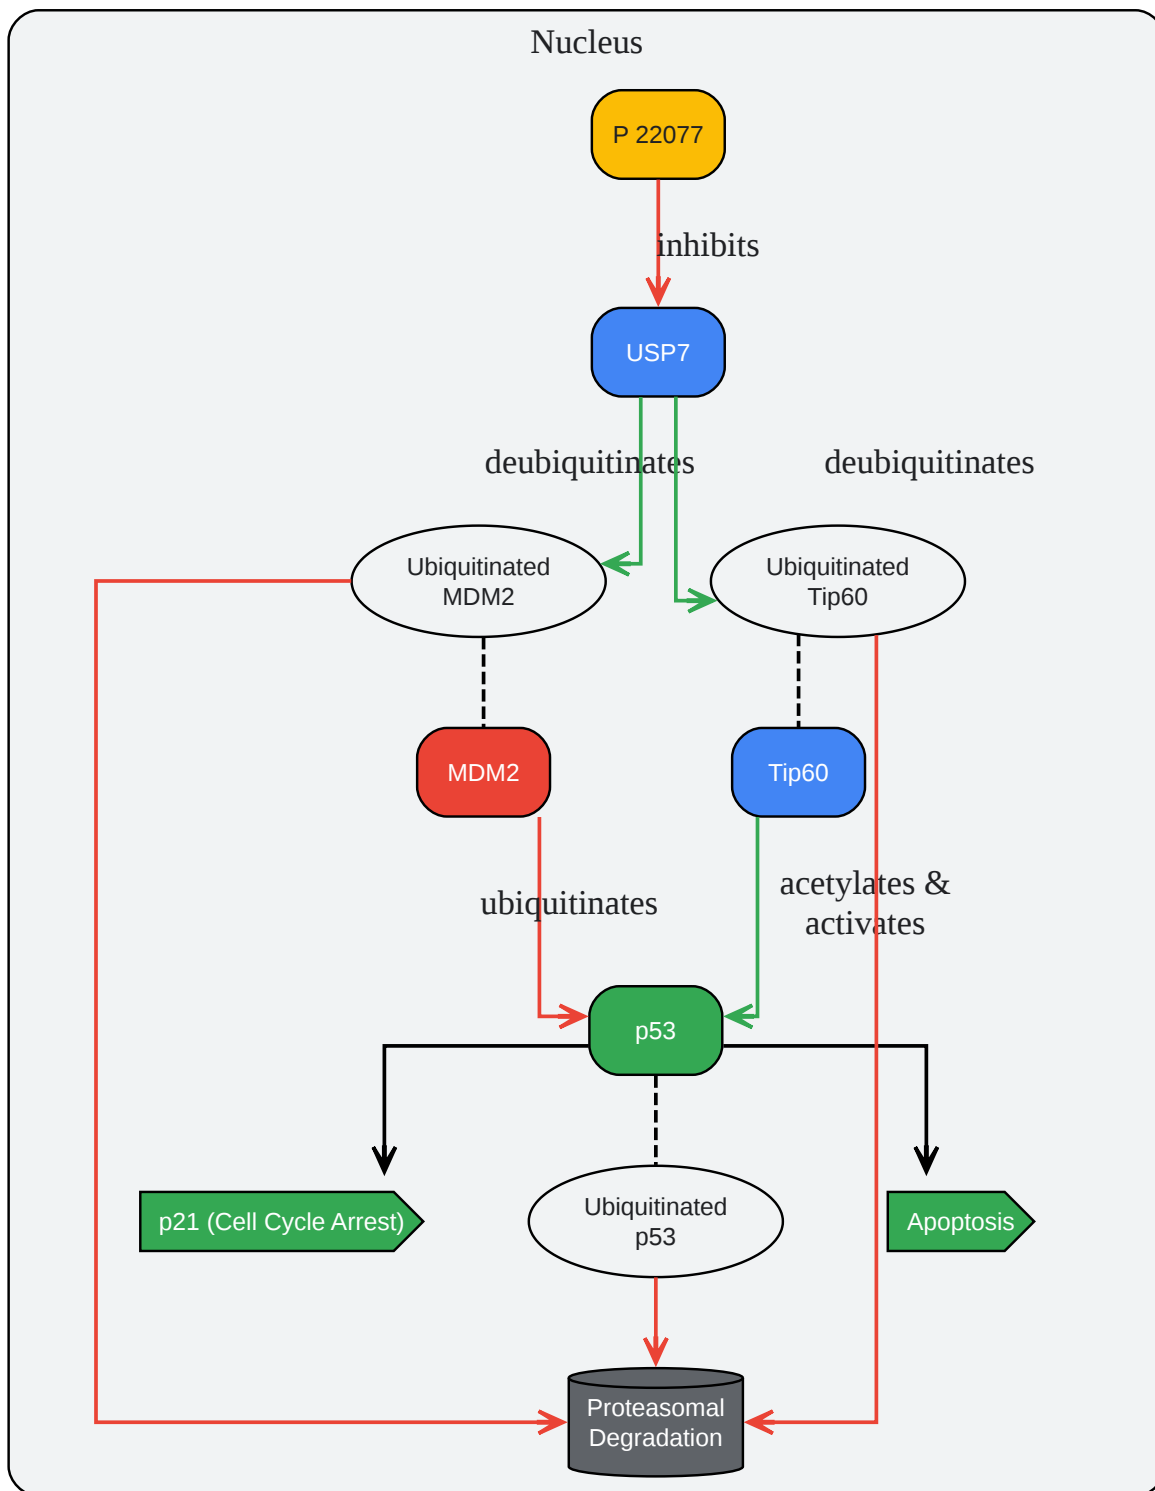 Nucleus
P 22077
inhibits
USP7
deubiquitinates
deubiquitinates
Ubiquitinated
MDM2
Ubiquitinated
Tip60
MDM2
Tip60
ubiquitinates
acetylates &
activates
p53
p21 (Cell Cycle Arrest)
Ubiquitinated
p53
Apoptosis
Proteasomal
Degradation